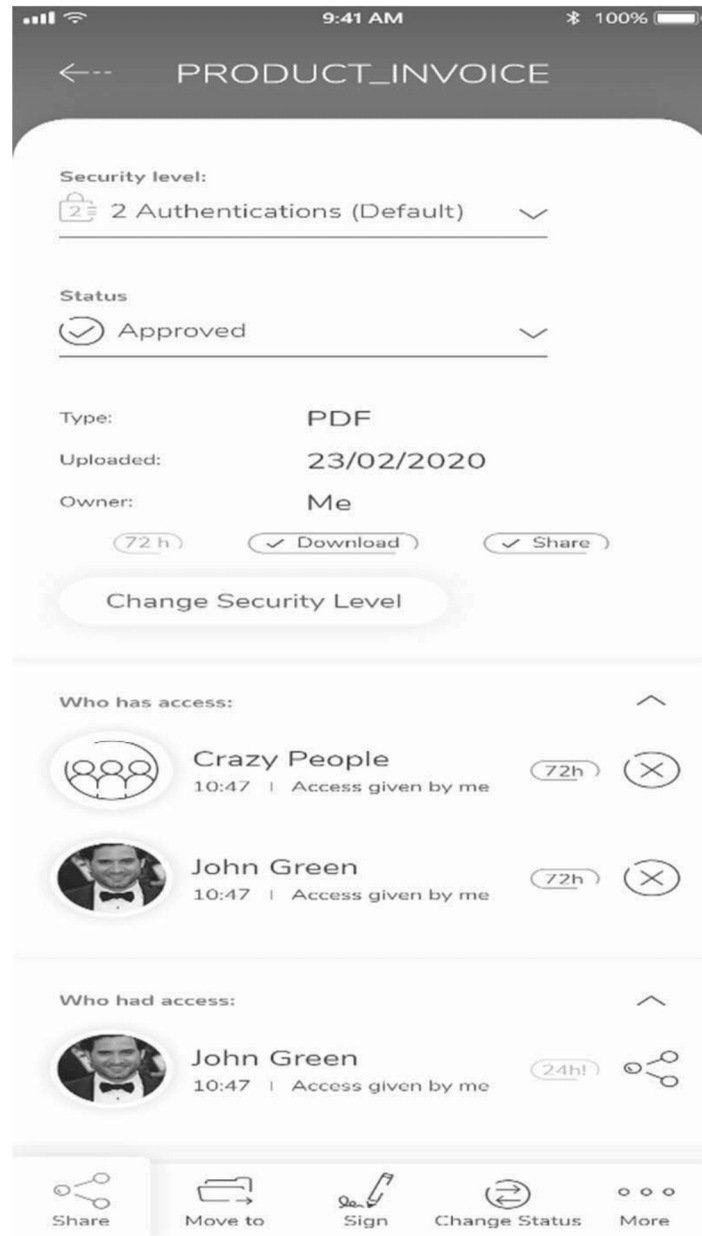 9:41 AM 100%
PRODUCT_INVOICE
Security level:
2 2 Authentications (Default)
Status
Approved
Type: PDF
Uploaded: 23/02/2020
Owner: Me
72 h Download Share
Change Security Level
Who has access:
Crazy People
10:47 | Access given by me 72h
John Green
10:47 | Access given by me 72h
Who had access:
John Green
10:47 | Access given by me 24h!
Share Move to Sign Change Status More